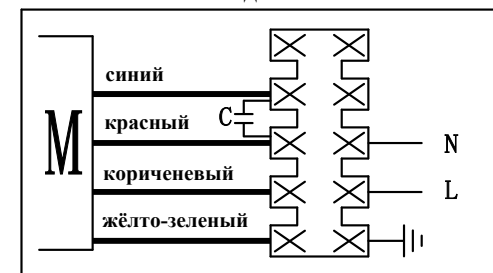 синий
C
красный
N
M
кориченевый
L
жёлто-зеленый